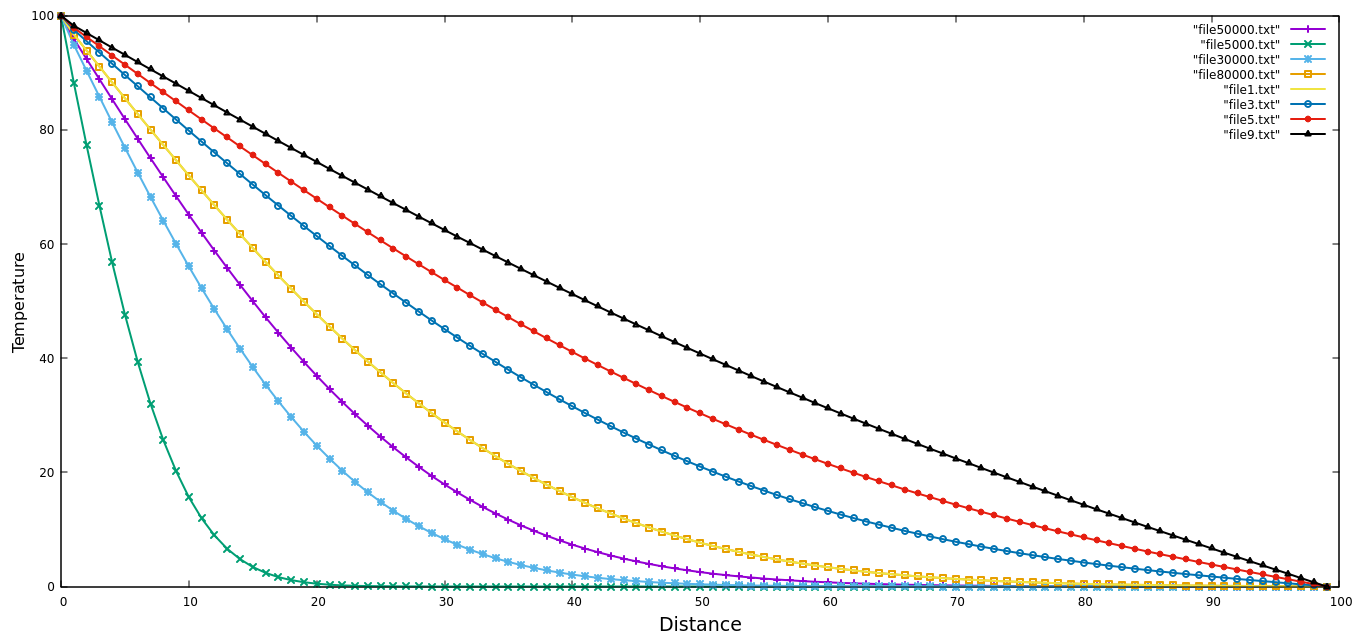 100
80
60
40
20
0
Temperature
0 10 20 30 40 50 60 70 80 90 100
Distance
"file50000.txt"
"file5000.txt"
"file30000.txt"
"file80000.txt"
"file1.txt"
"file3.txt"
"file5.txt"
"file9.txt"